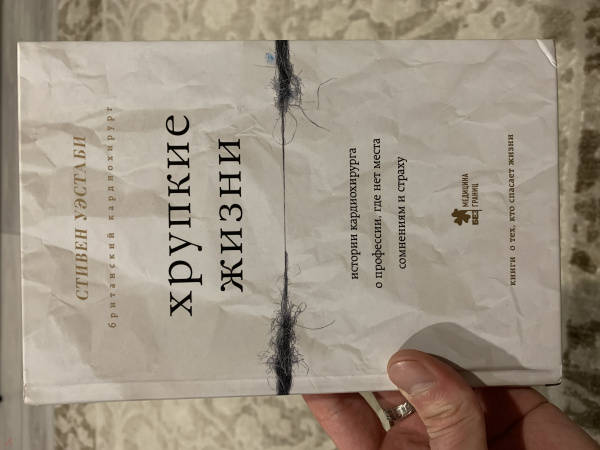 СТИВЕН УЭСТАБИ
британский кардиохирург
хрупкие
жизни
истории кардиохирурга
о профессии, где нет места
сомнениям и страху
МЕДИЦИНА
БЕЗ ГРАНИЦ
книги о тех, кто спасает жизни